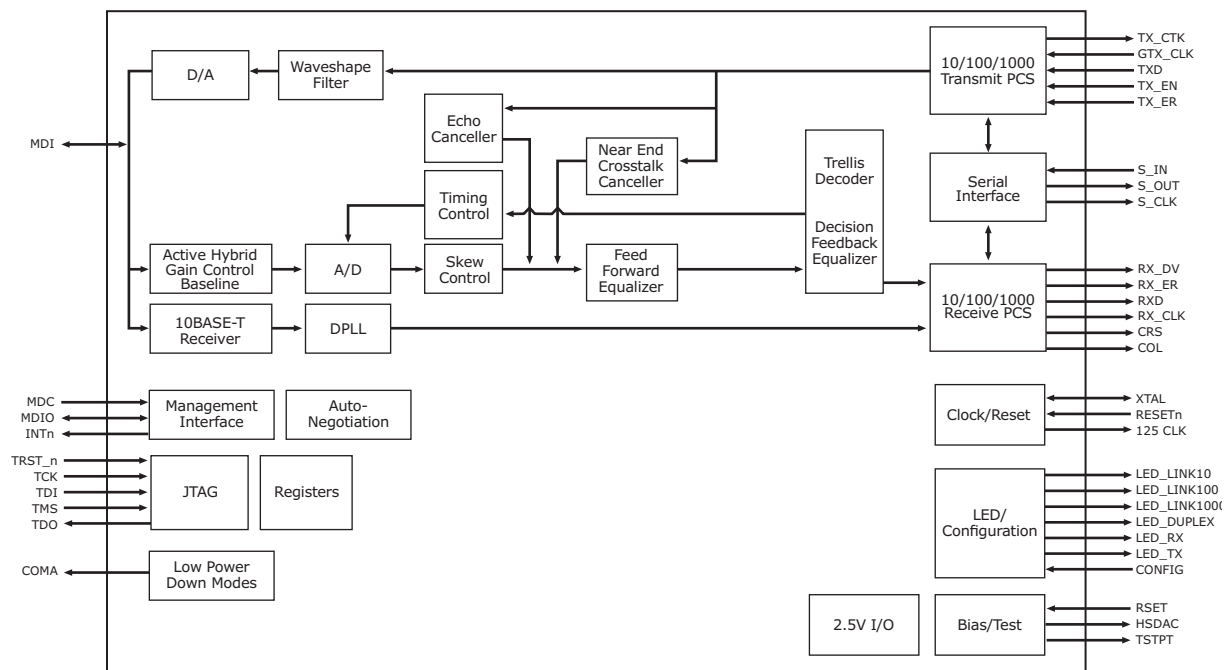 D/A
Waveshape
Filter
10/100/1000
Transmit PCS
TX_CTK
GTX_CLK
TXD
TX_EN
TX_ER
MDI
Echo
Canceller
Near End
Crosstalk
Canceller
Trellis
Decoder
Decision
Feedback
Equalizer
Serial
Interface
S_IN
S_OUT
S_CLK
Timing
Control
Active Hybrid
Gain Control
Baseline
A/D
Skew
Control
Feed
Forward
Equalizer
10/100/1000
Receive PCS
RX_DV
RX_ER
RXD
RX_CLK
CRS
COL
10BASE-T
Receiver
DPLL
MDC
MDIO
INTn
Management
Interface
Auto-
Negotiation
Clock/Reset
XTAL
RESETn
125 CLK
TRST_n
TCK
TDI
TMS
TDO
JTAG
Registers
LED/
Configuration
LED_LINK10
LED_LINK100
LED_LINK1000
LED_DUPLEX
LED_RX
LED_TX
CONFIG
COMA
Low Power
Down Modes
2.5V I/O
Bias/Test
RSET
HSDAC
TSTPT